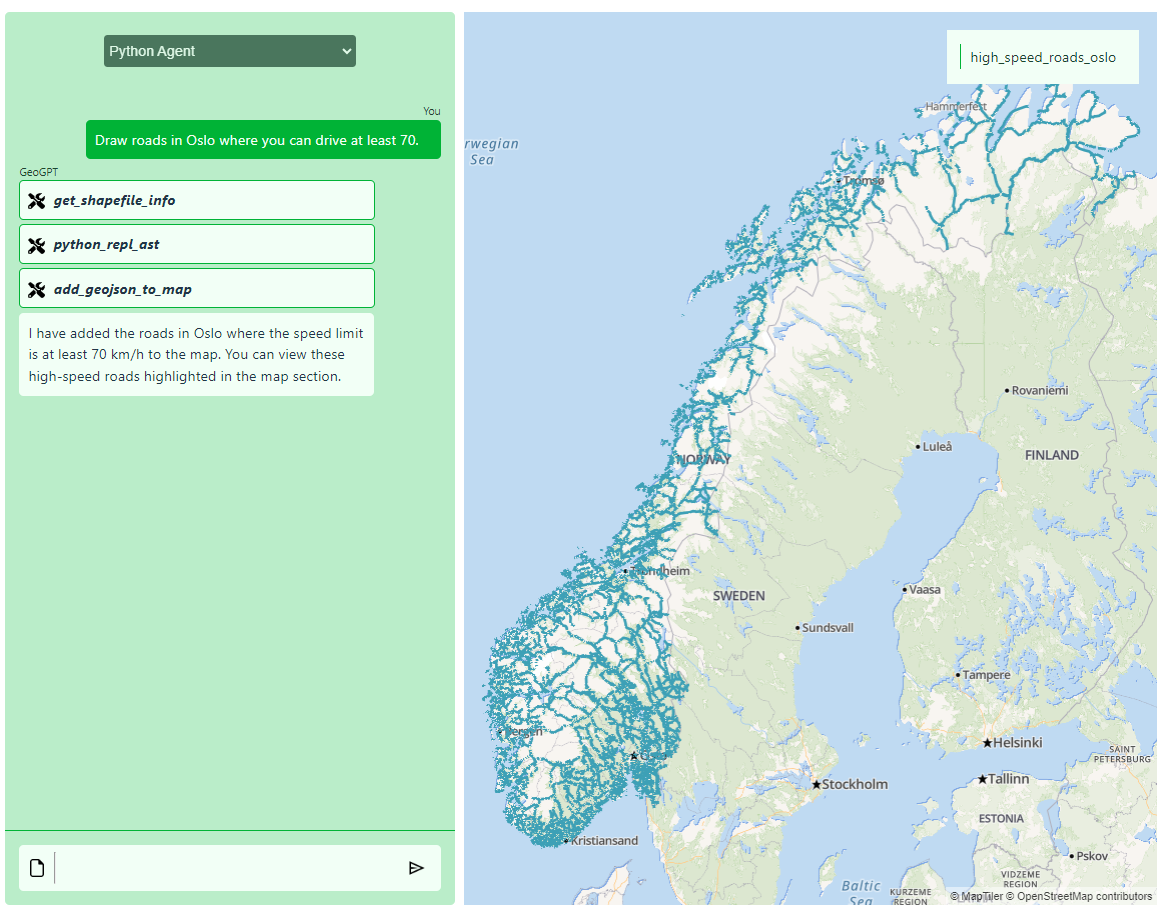 Python Agent
You
Draw roads in Oslo where you can drive at least 70.
GeoGPT
get_shapefile_info
python_repl_ast
add_geojson_to_map
I have added the roads in Oslo where the speed limit
is at least 70 km/h to the map. You can view these
high-speed roads highlighted in the map section.
high_speed_roads_oslo
Hammerfest
rwegian
Sea
Tromsø
Rovaniemi
Luleå
FINLAND
NORWAY
Trondheim
SWEDEN
Vaasa
Sundsvall
Tampere
Bergen
Helsinki
SAINT
PETERSBURG
Oslo
Tallinn
Stockholm
ESTONIA
Kristiansand
Pskov
VIDZEME
REGION
Baltic
Sea
KURZEME
REGION
© MapTiler © OpenStreetMap contributors